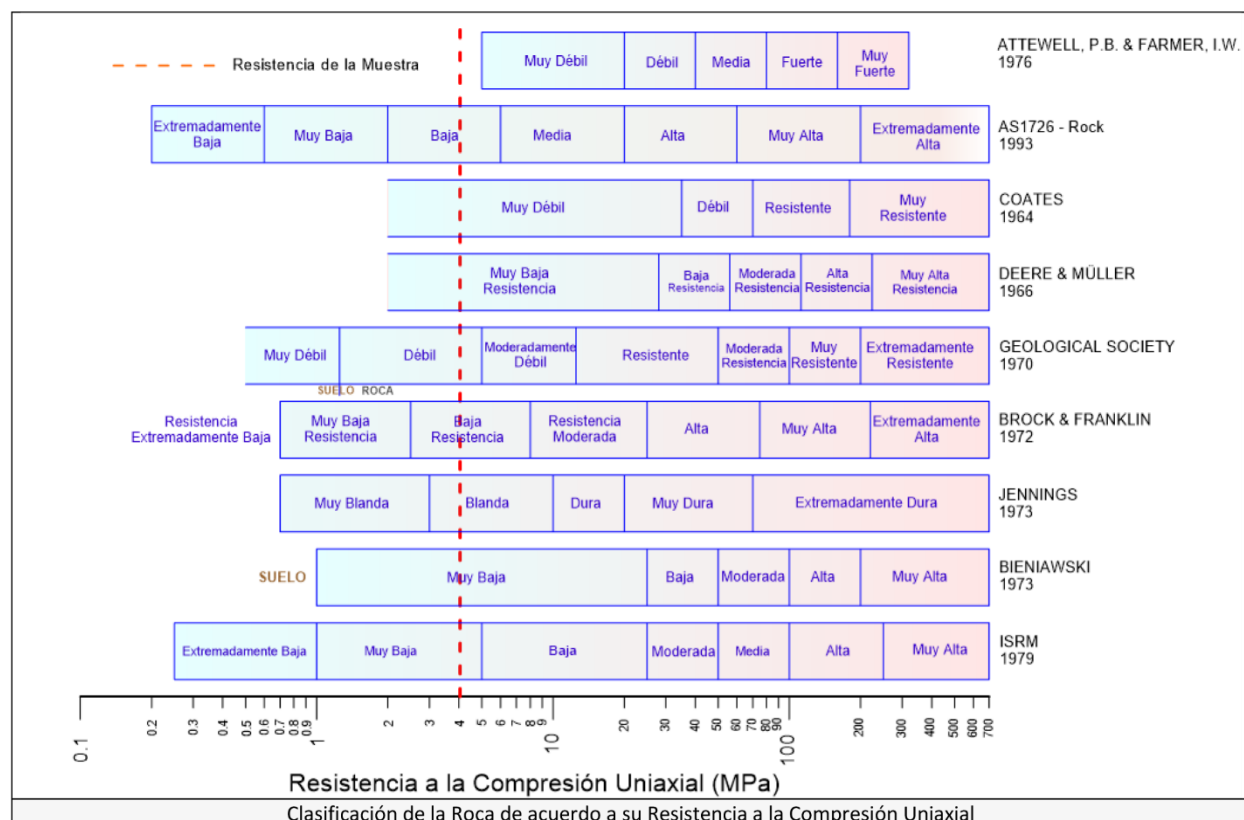 Resistencia de la Muestra
Muy Débil
Débil
Media
Fuerte
Muy
Fuerte
ATTEWELL, P.B. & FARMER, I.W.
1976
Extremadamente
Baja
Muy Baja
Baja
Media
Alta
Muy Alta
Extremadamente
Alta
AS1726 - Rock
1993
Muy Débil
Débil
Resistente
Muy
Resistente
COATES
1964
Muy Baja
Resistencia
Baja
Resistencia
Moderada
Resistencia
Alta
Resistencia
Muy Alta
Resistencia
DEERE & MÜLLER
1966
Muy Débil
Débil
Moderadamente
Débil
Resistente
Moderada
Resistencia
Muy
Resistente
Extremadamente
Resistente
GEOLOGICAL SOCIETY
1970
SUELO ROCA
Resistencia
Extremadamente Baja
Muy Baja
Resistencia
Baja
Resistencia
Resistencia
Moderada
Alta
Muy Alta
Extremadamente
Alta
BROCK & FRANKLIN
1972
Muy Blanda
Blanda
Dura
Muy Dura
Extremadamente Dura
JENNINGS
1973
SUELO
Muy Baja
Baja
Moderada
Alta
Muy Alta
BIENIAWSKI
1973
Extremadamente Baja
Muy Baja
Baja
Moderada
Media
Alta
Muy Alta
ISRM
1979
0.1 0.2 0.3 0.4 0.5 0.6 0.7 0.8 0.9 1 2 3 4 5 6 7 8 9 10 20 30 40 50 60 70 80 90 100 200 300 400 500 600 700
Resistencia a la Compresión Uniaxial (MPa)
Clasificación de la Roca de acuerdo a su Resistencia a la Compresión Uniaxial